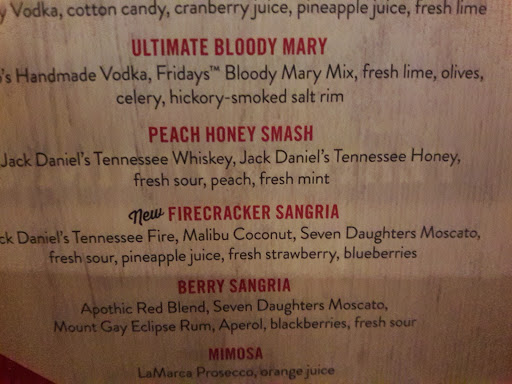 Vodka, cotton candy, cranberry juice, pineapple juice, fresh lime
ULTIMATE BLOODY MARY
Handmade Vodka, Fridays™ Bloody Mary Mix, fresh lime, olives,
celery, hickory-smoked salt rim
PEACH HONEY SMASH
Jack Daniel's Tennessee Whiskey, Jack Daniel's Tennessee Honey,
fresh sour, peach, fresh mint
New FIRECRACKER SANGRIA
Daniel's Tennessee Fire, Malibu Coconut, Seven Daughters Moscato,
fresh sour, pineapple juice, fresh strawberry, blueberries
BERRY SANGRIA
Apothic Red Blend, Seven Daughters Moscato,
Mount Gay Eclipse Rum, Aperol, blackberries, fresh sour
MIMOSA
LaMarca Prosecco, orange juice